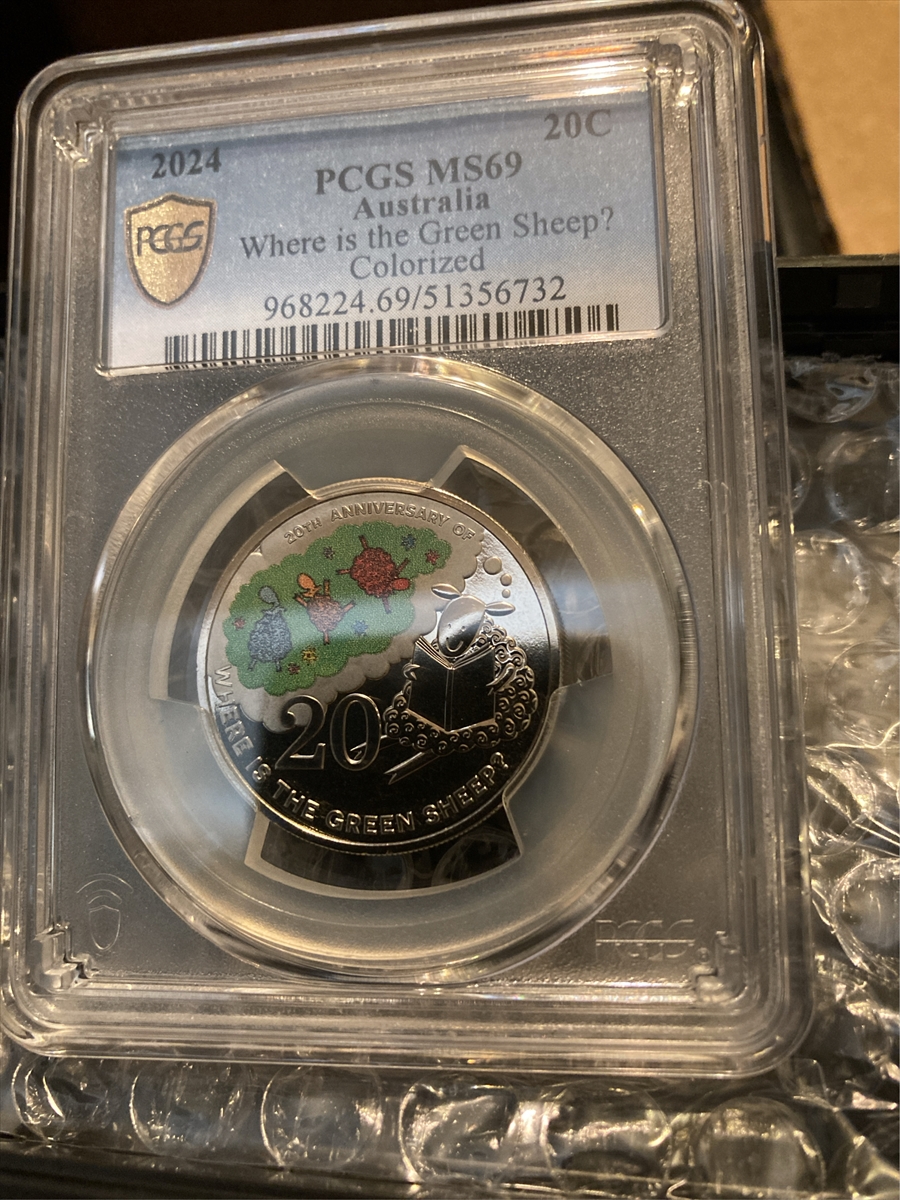 2024
20C
PCGS MS69
Australia
PCGS
Where is the Green Sheep?
Colorized
968224.69/51356732
20TH ANNIVERSARY OF
20
WHERE IS THE GREEN SHEEP?
PCGS